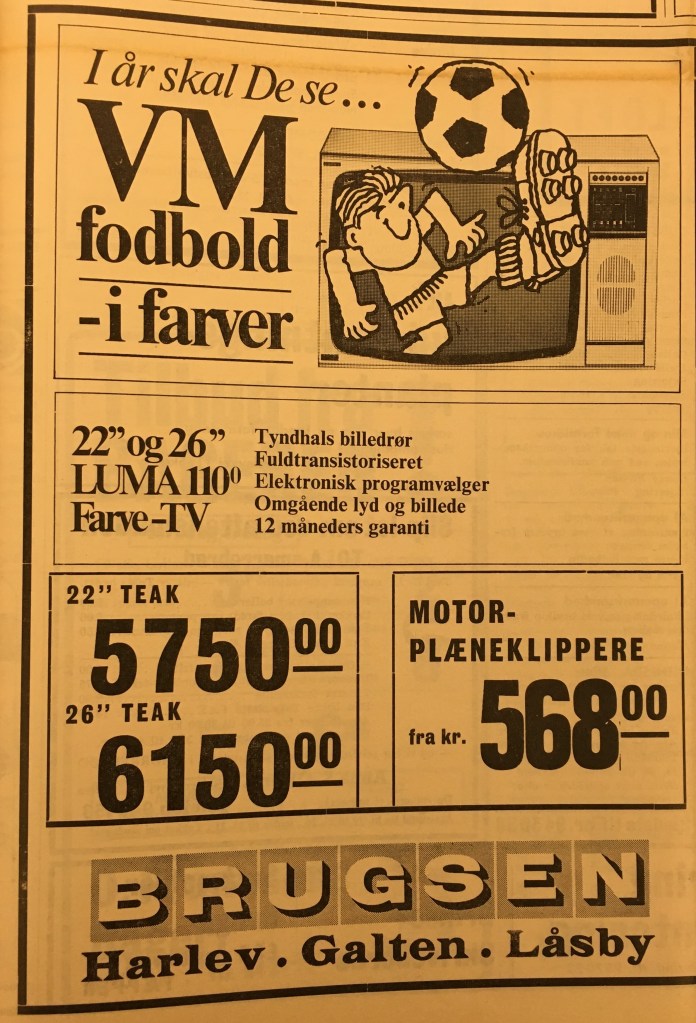 I år skal De se...
VM
fodbold
- i farver
22” og 26”
LUMA 110⁰
Farve-TV
Tyndhals billedrør
Fuldtransistoriseret
Elektronisk programvælger
Omgående lyd og billede
12 måneders garanti
22” TEAK
5750⁰⁰
26” TEAK
6150⁰⁰
MOTOR-
PLÆNEKLIPPERE
fra kr. 568⁰⁰
BRUGSEN
Harlev . Galten . Låsby